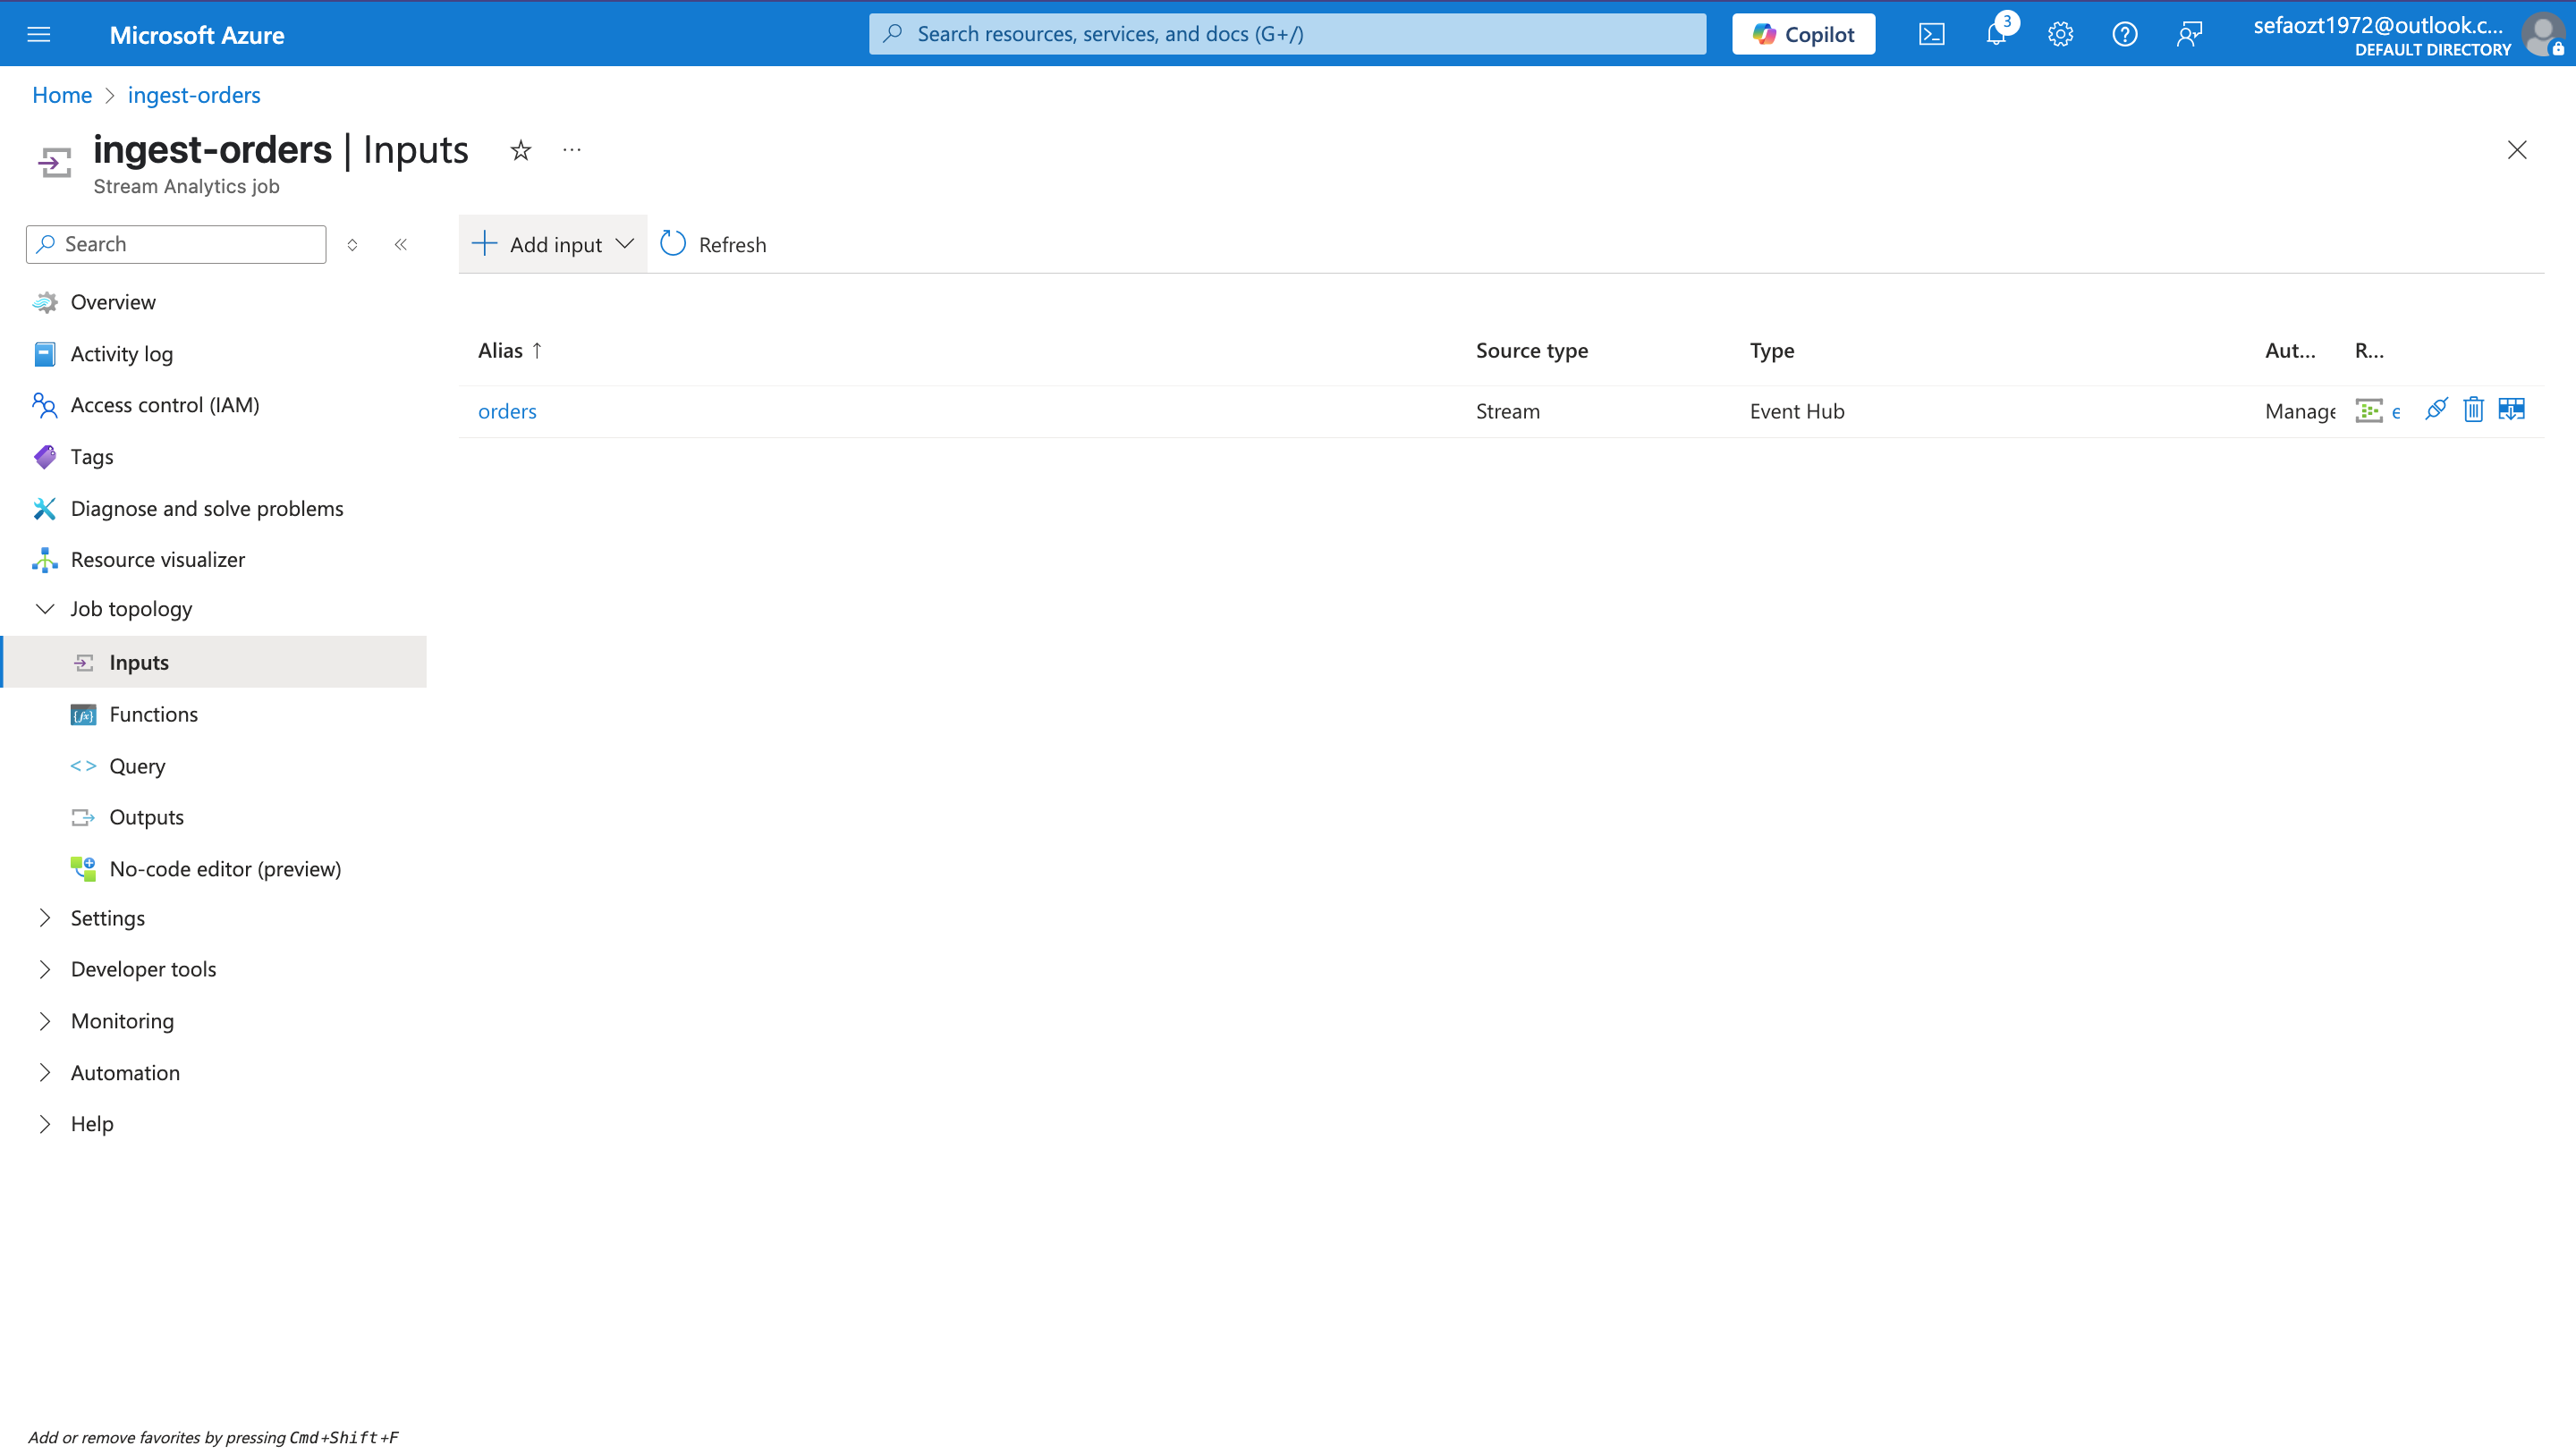 Microsoft Azure
Search resources, services, and docs (G+/)
Copilot
3
sefaozt1972@outlook.c...
DEFAULT DIRECTORY
Home > ingest-orders
ingest-orders | Inputs
Stream Analytics job
Search
Add input
Refresh
Overview
Activity log
Access control (IAM)
Tags
Diagnose and solve problems
Resource visualizer
Job topology
Inputs
Functions
Query
Outputs
No-code editor (preview)
Settings
Developer tools
Monitoring
Automation
Help
Alias ↑ Source type Type Aut... R...
orders Stream Event Hub Manage e
Add or remove favorites by pressing Cmd+Shift+F